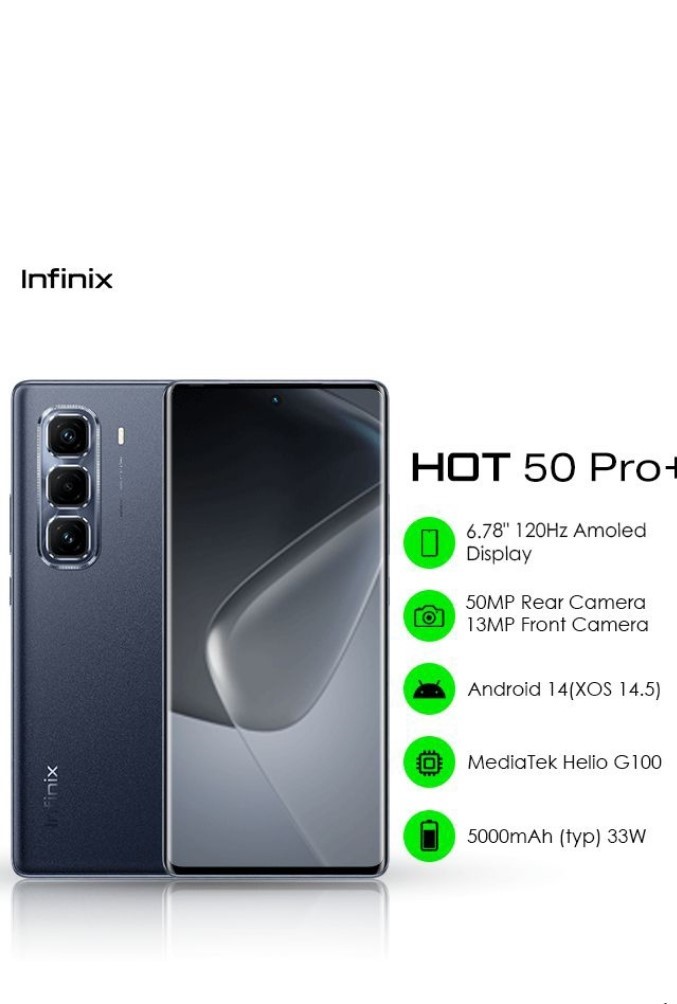 Infinix
HOT 50 Pro+
6.78" 120Hz Amoled
Display
50MP Rear Camera
13MP Front Camera
Android 14(XOS 14.5)
MediaTek Helio G100
5000mAh (typ) 33W
Infinix